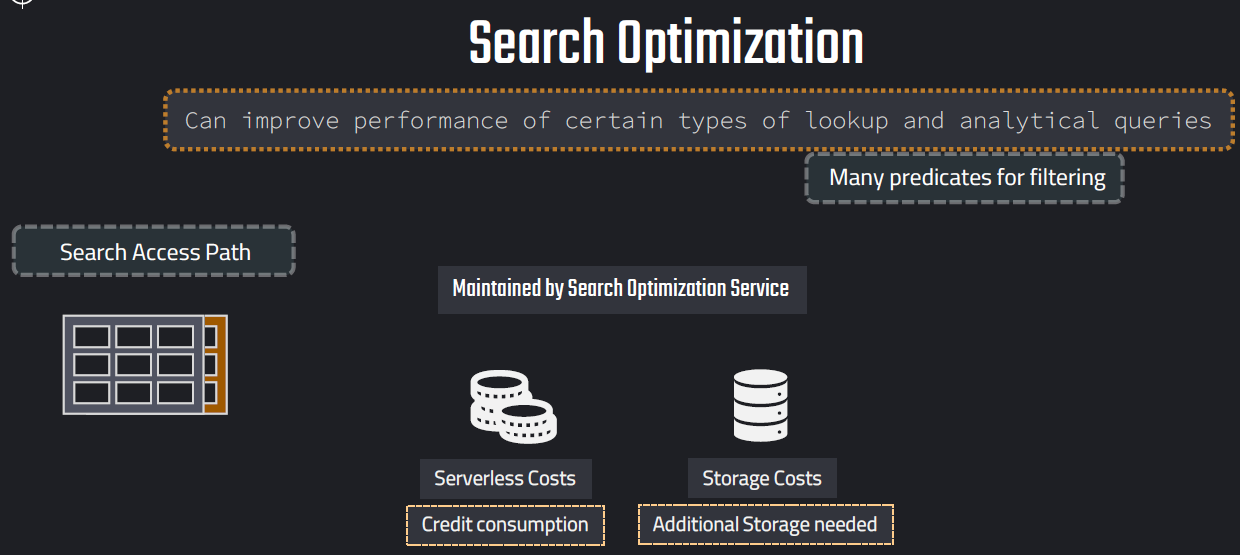 Search Optimization
Can improve performance of certain types of lookup and analytical queries
Many predicates for filtering
Search Access Path
Maintained by Search Optimization Service
Serverless Costs
Storage Costs
Credit consumption
Additional Storage needed